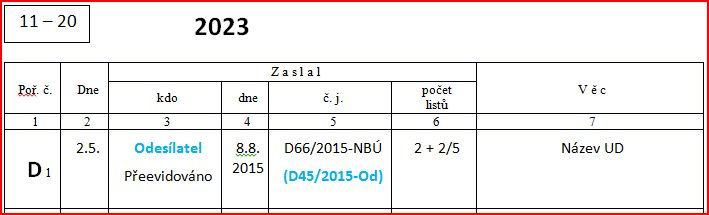 11 – 20
2023
Z a s l a l
Poř. č. Dne kdo dne č. j. počet listů V ě c
1 2 3 4 5 6 7
D 1 2.5. Odesílatel 8.8. D66/2015-NBÚ 2 + 2/5 Název UD
Přeevidováno 2015 (D45/2015-Od)